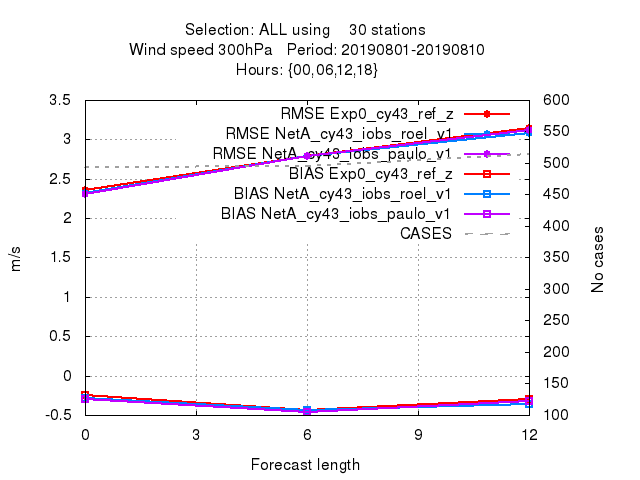 Selection: ALL using 30 stations
Wind speed 300hPa Period: 20190801-20190810
Hours: {00,06,12,18}
3.5
3
2.5
2
1.5
1
0.5
0
-0.5
m/s
RMSE Exp0_cy43_ref_z
RMSE NetA_cy43_iobs_roel_v1
RMSE NetA_cy43_iobs_paulo_v1
BIAS Exp0_cy43_ref_z
BIAS NetA_cy43_iobs_roel_v1
BIAS NetA_cy43_iobs_paulo_v1
CASES
600
550
500
450
400
350
300
250
200
150
100
No cases
0 3 6 9 12
Forecast length